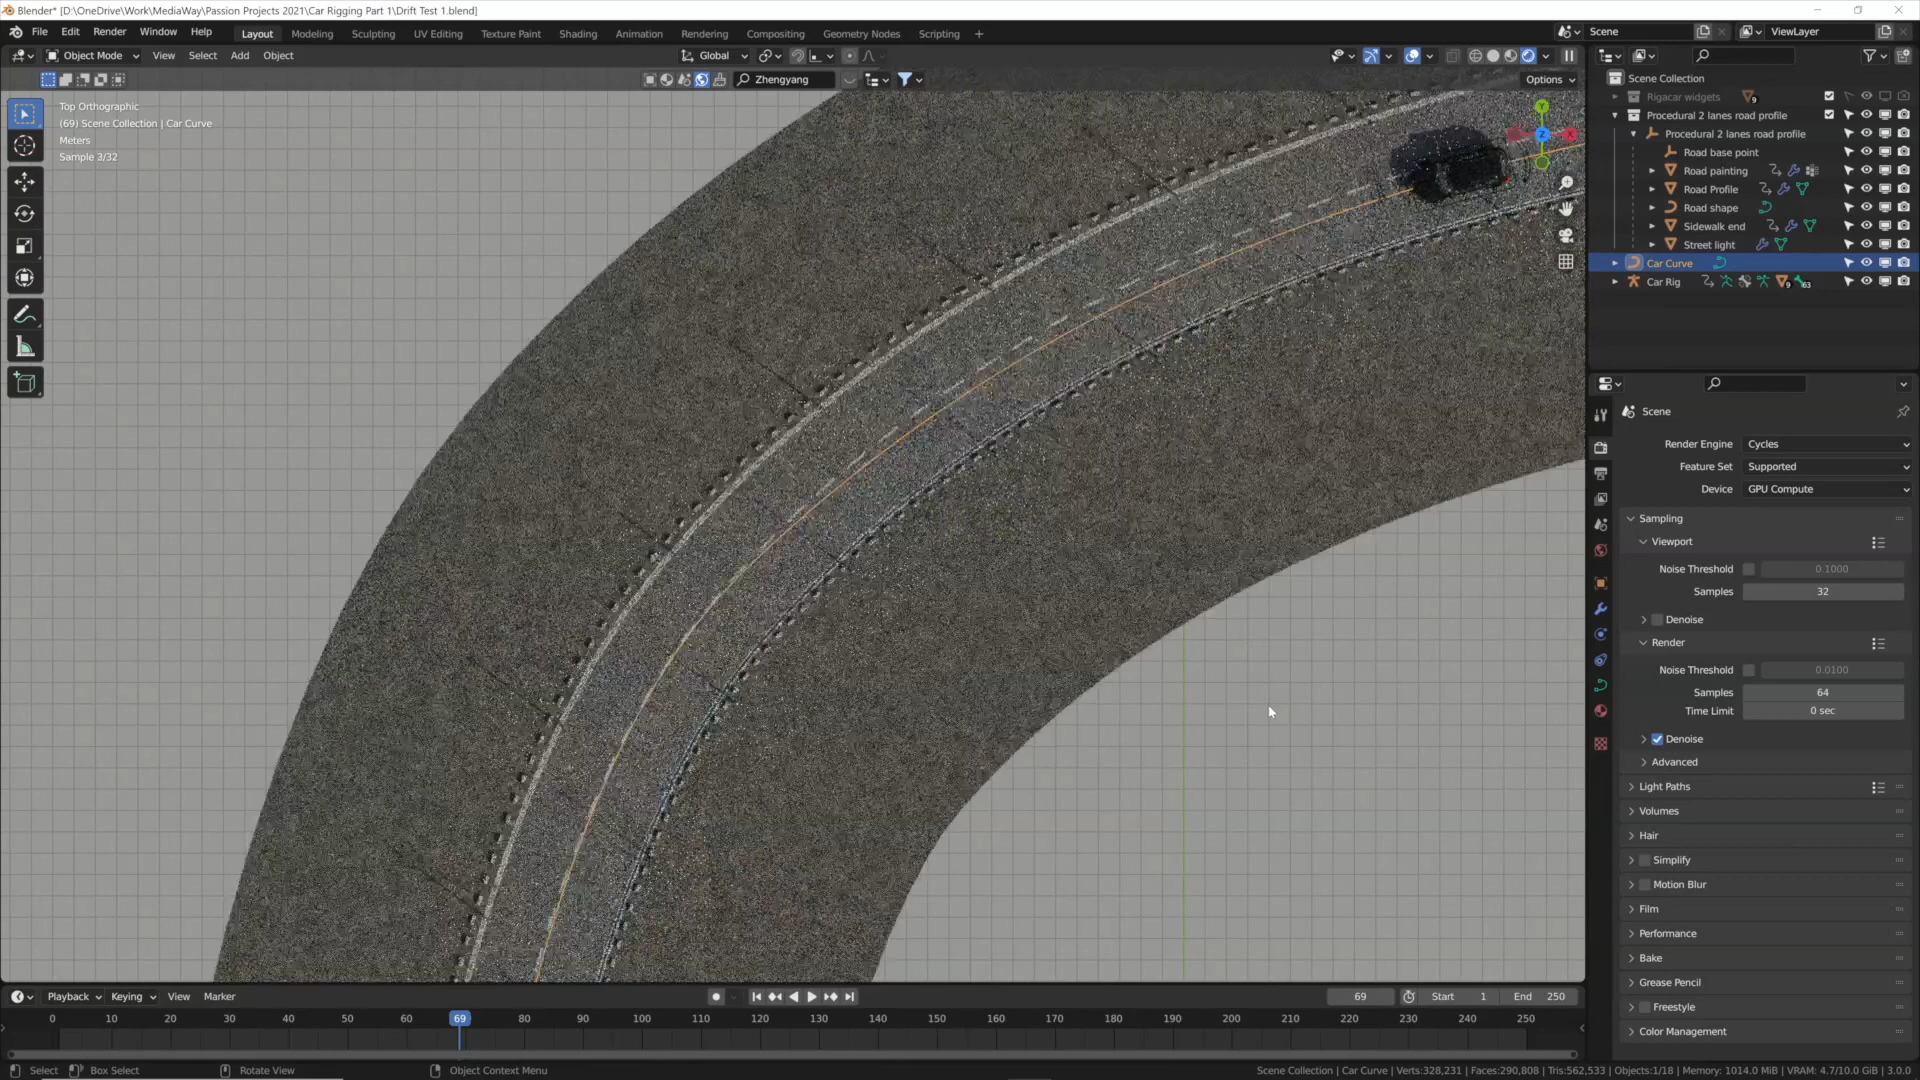 Blender* [D:\OneDrive\Work\MediaWay\Passion Projects 2021\Car Rigging Part 1\Drift Test 1.blend]
File Edit Render Window Help Layout Modeling Sculpting UV Editing Texture Paint Shading Animation Rendering Compositing Geometry Nodes Scripting + Scene ViewLayer
Object Mode View Select Add Object Global
Zhengyang Options
Top Orthographic
(69) Scene Collection | Car Curve
Meters
Sample 3/32
Y
Z X
Scene Collection
Rigacar widgets 9
Procedural 2 lanes road profile
Procedural 2 lanes road profile
Road base point
Road painting
Road Profile
Road shape
Sidewalk end
Street light
Car Curve
Car Rig 9 63
Scene
Render Engine Cycles
Feature Set Supported
Device GPU Compute
Sampling
Viewport
Noise Threshold 0.1000
Samples 32
Denoise
Render
Noise Threshold 0.0100
Samples 64
Time Limit 0 sec
Denoise
Advanced
Light Paths
Volumes
Hair
Simplify
Motion Blur
Film
Performance
Bake
Grease Pencil
Freestyle
Color Management
Playback Keying View Marker 69 Start 1 End 250
0 10 20 30 40 50 60 69 80 90 100 110 120 130 140 150 160 170 180 190 200 210 220 230 240 250
Select Box Select Rotate View Object Context Menu Scene Collection | Car Curve | Verts:328,231 | Faces:290,808 | Tris:562,533 | Objects:1/18 | Memory: 1014.0 MiB | VRAM: 4.7/10.0 GiB | 3.0.0